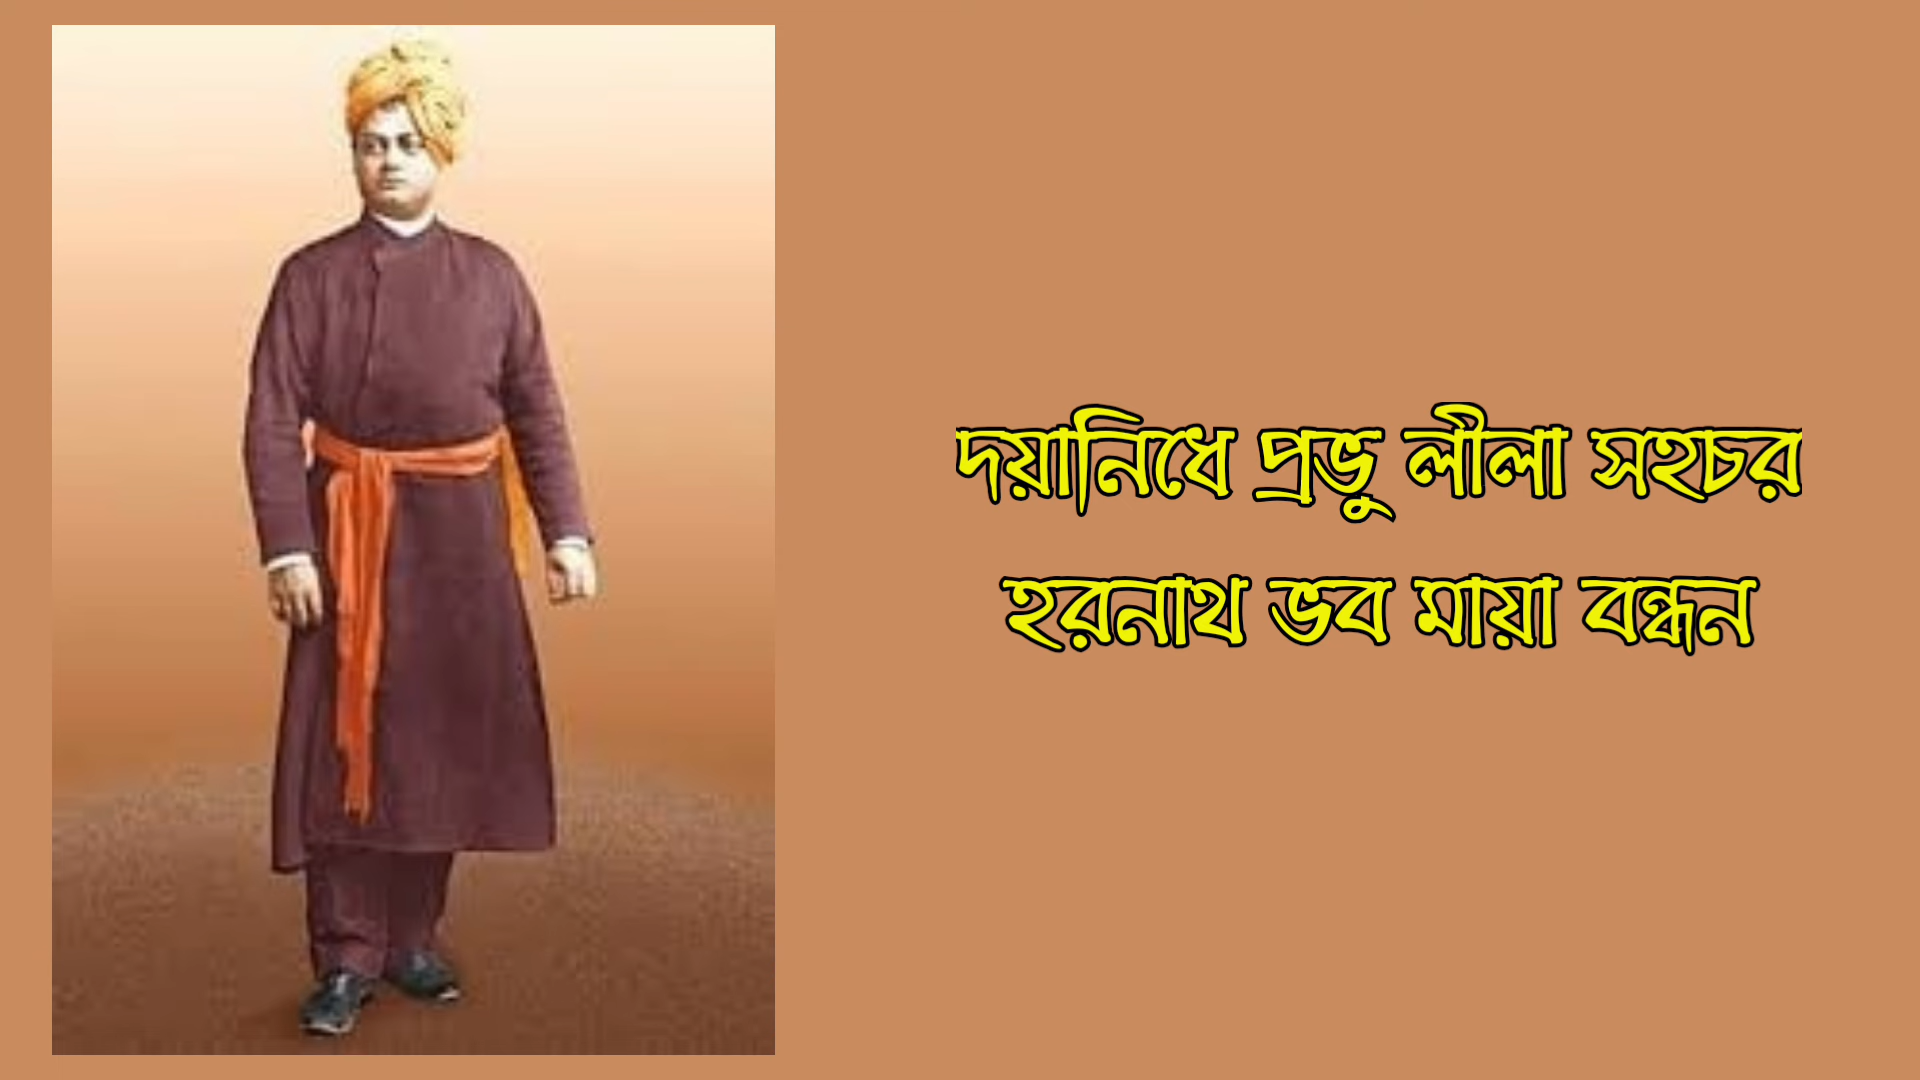 দয়ানিধে প্রভু লীলা সহচর
হরনাথ ভব মায়া বন্ধন